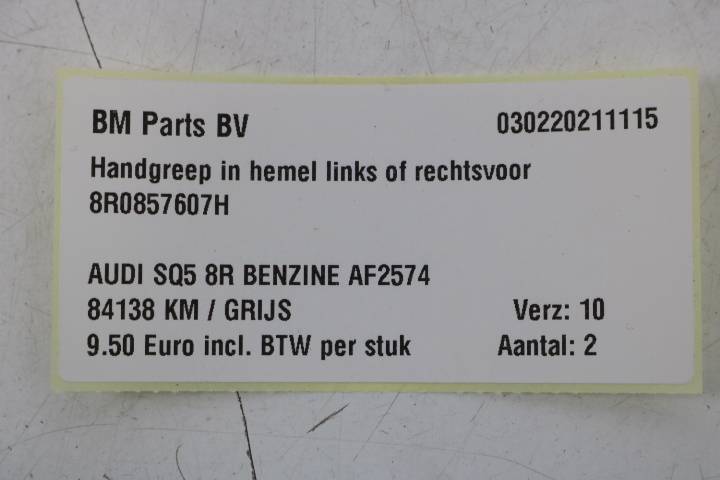 BM Parts BV 030220211115
Handgreep in hemel links of rechtsvoor
8R0857607H
AUDI SQ5 8R BENZINE AF2574
84138 KM / GRIJS Verz: 10
9.50 Euro incl. BTW per stuk Aantal: 2